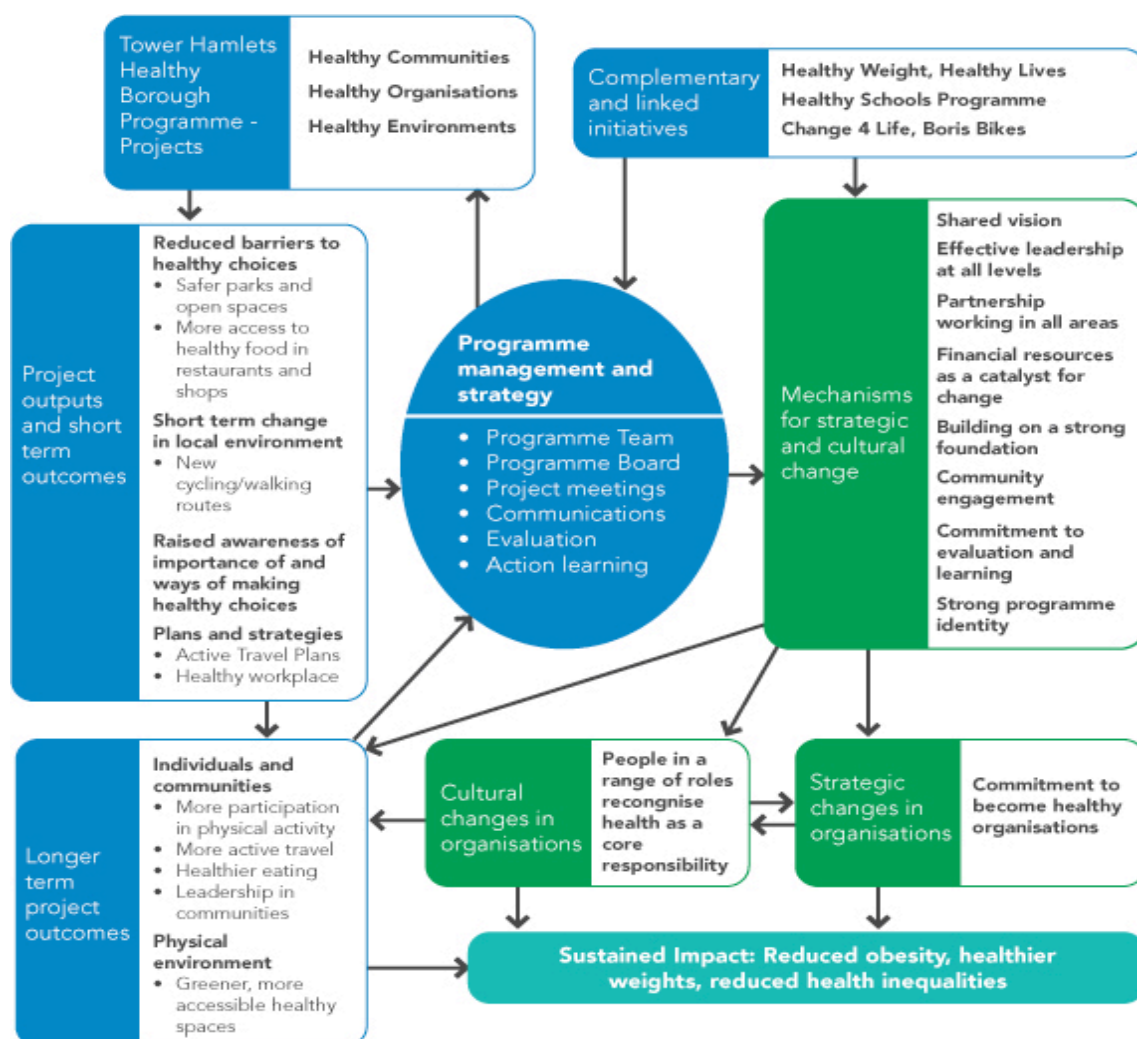 Tower Hamlets
Healthy
Borough
Programme -
Projects
Healthy Communities
Healthy Organisations
Healthy Environments
Complementary
and linked
initiatives
Healthy Weight, Healthy Lives
Healthy Schools Programme
Change 4 Life, Boris Bikes
Project
outputs
and short
term
outcomes
Reduced barriers to
healthy choices
• Safer parks and
open spaces
• More access to
healthy food in
restaurants and
shops
Short term change
in local environment
• New
cycling/walking
routes
Raised awareness of
importance of and
ways of making
healthy choices
Plans and strategies
• Active Travel Plans
• Healthy workplace
Programme
management and
strategy
• Programme Team
• Programme Board
• Project meetings
• Communications
• Evaluation
• Action learning
Mechanisms
for strategic
and cultural
change
Shared vision
Effective leadership
at all levels
Partnership
working in all areas
Financial resources
as a catalyst for
change
Building on a strong
foundation
Community
engagement
Commitment to
evaluation and
learning
Strong programme
identity
Longer
term
project
outcomes
Individuals and
communities
• More participation
in physical activity
• More active travel
• Healthier eating
• Leadership in
communities
Physical
environment
• Greener, more
accessible healthy
spaces
Cultural
changes in
organisations
People in a
range of roles
recongnise
health as a
core
responsibility
Strategic
changes in
organisations
Commitment to
become healthy
organisations
Sustained Impact: Reduced obesity, healthier
weights, reduced health inequalities